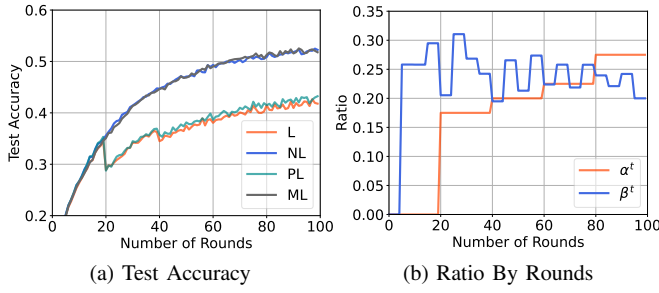 Test Accuracy
0.6
0.5
0.4
0.3
0.2
0 20 40 60 80 100
Number of Rounds
L
NL
PL
ML
(a) Test Accuracy
Ratio
0.35
0.30
0.25
0.20
0.15
0.10
0.05
0.00
0 20 40 60 80 100
Number of Rounds
α^t
β^t
(b) Ratio By Rounds